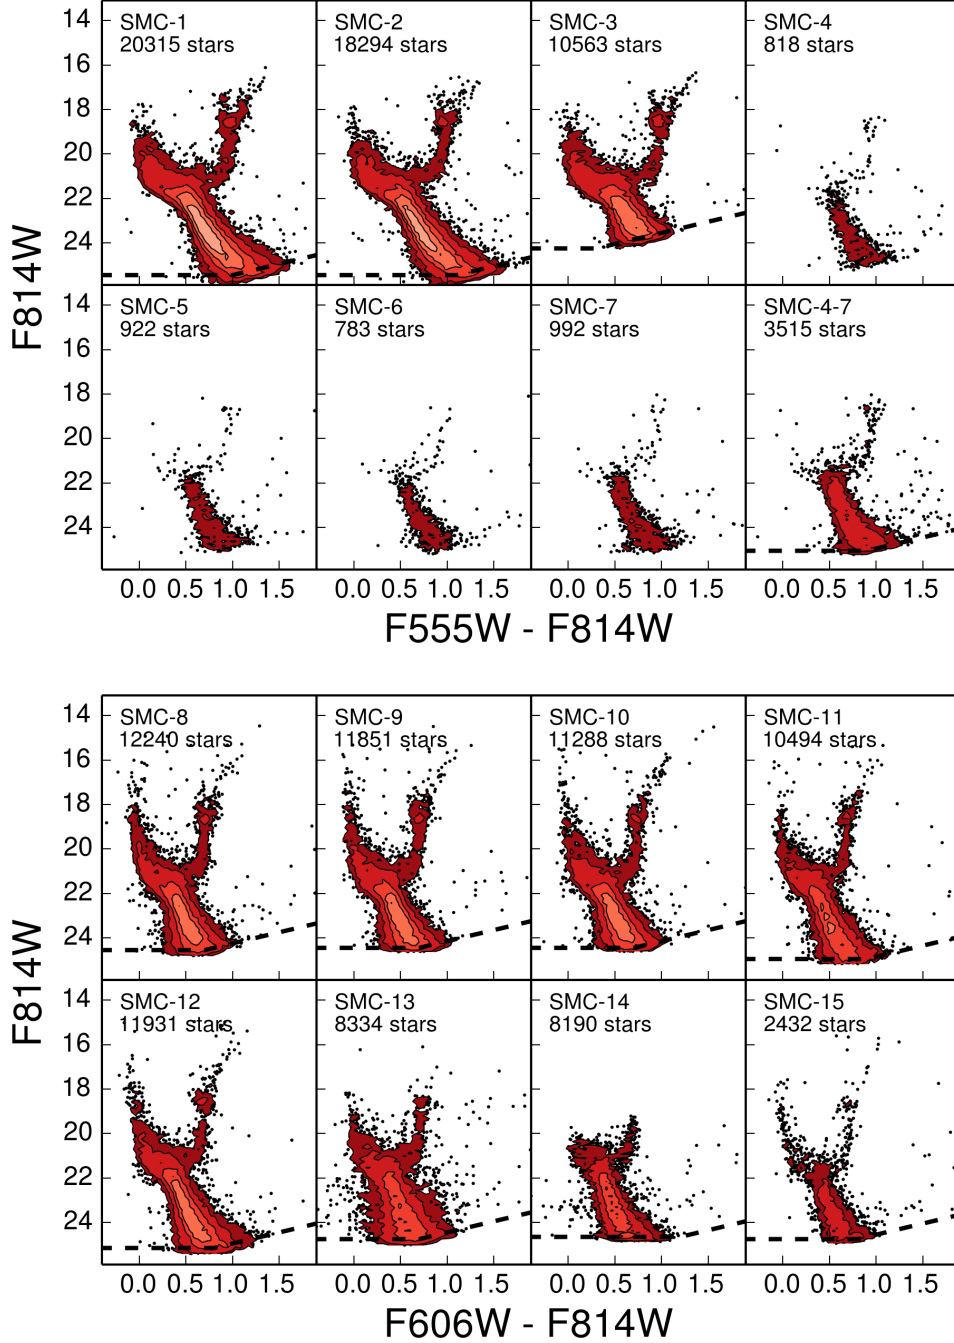 SMC-1
20315 stars
SMC-2
18294 stars
SMC-3
10563 stars
SMC-4
818 stars
14
16
18
20
22
24
SMC-5
922 stars
SMC-6
783 stars
SMC-7
992 stars
SMC-4-7
3515 stars
14
16
18
20
22
24
F814W
0.0 0.5 1.0 1.5 0.0 0.5 1.0 1.5 0.0 0.5 1.0 1.5 0.0 0.5 1.0 1.5
F555W - F814W
SMC-8
12240 stars
SMC-9
11851 stars
SMC-10
11288 stars
SMC-11
10494 stars
14
16
18
20
22
24
SMC-12
11931 stars
SMC-13
8334 stars
SMC-14
8190 stars
SMC-15
2432 stars
14
16
18
20
22
24
F814W
F814W
0.0 0.5 1.0 1.5 0.0 0.5 1.0 1.5 0.0 0.5 1.0 1.5 0.0 0.5 1.0 1.5
F606W - F814W